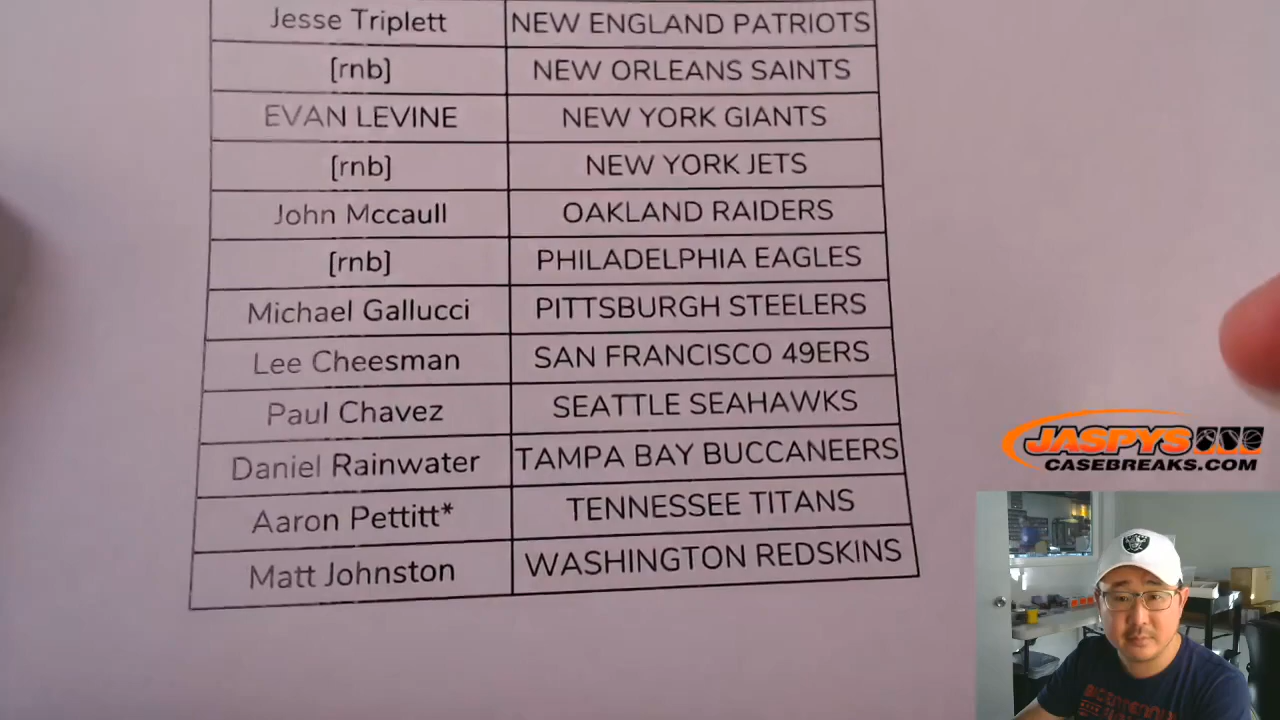 Jesse Triplett NEW ENGLAND PATRIOTS
[rnb] NEW ORLEANS SAINTS
EVAN LEVINE NEW YORK GIANTS
[rnb] NEW YORK JETS
John Mccaull OAKLAND RAIDERS
[rnb] PHILADELPHIA EAGLES
Michael Gallucci PITTSBURGH STEELERS
Lee Cheesman SAN FRANCISCO 49ERS
Paul Chavez SEATTLE SEAHAWKS
Daniel Rainwater TAMPA BAY BUCCANEERS
Aaron Pettitt* TENNESSEE TITANS
Matt Johnston WASHINGTON REDSKINS
JASPYS
CASEBREAKS.COM